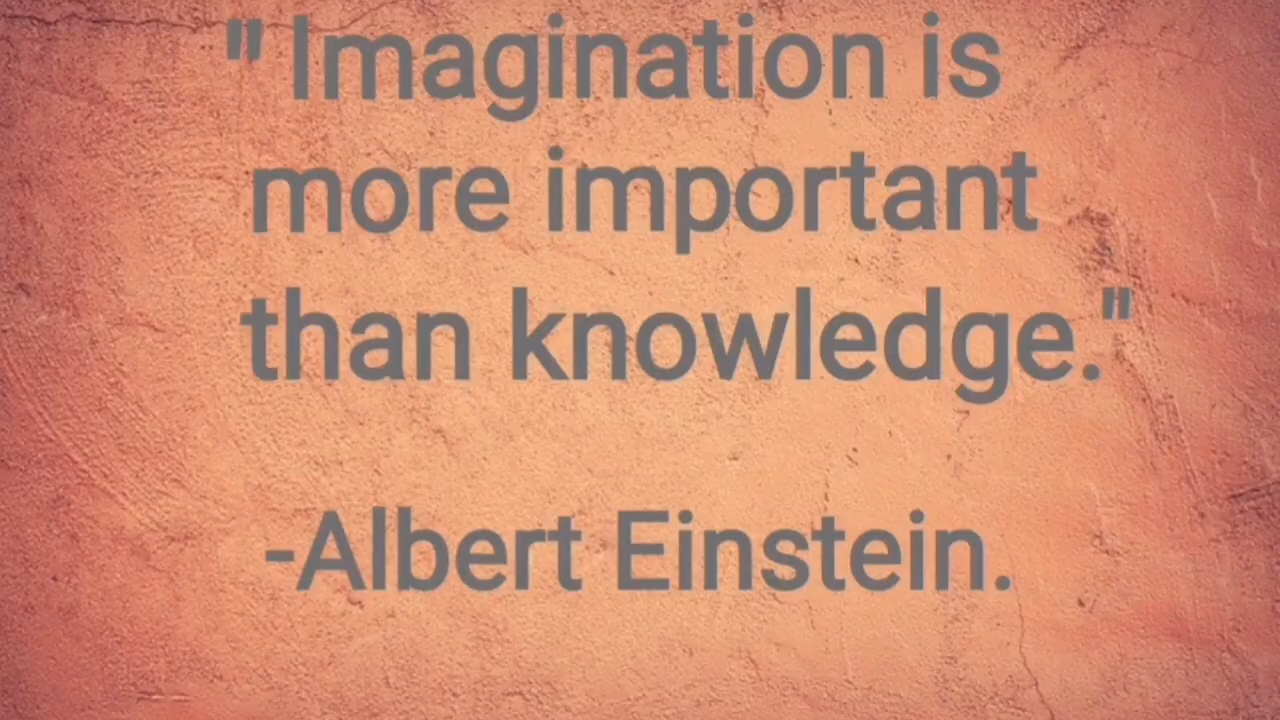 " Imagination is
more important
than knowledge."
-Albert Einstein.